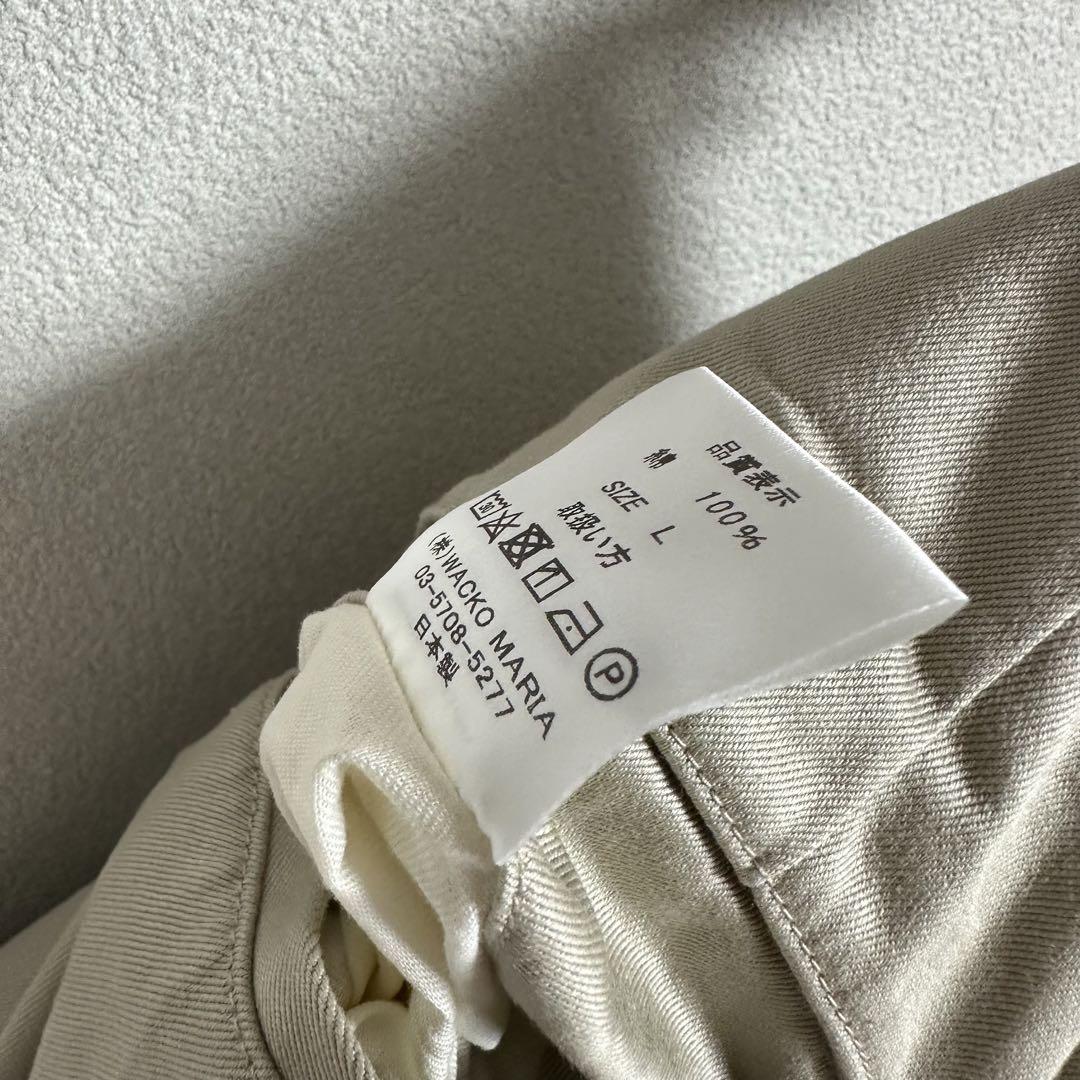 品質表示
綿 100%
SIZE L
取扱い方
30
P
(株)WACKO MARIA
03-5708-5277
日本製